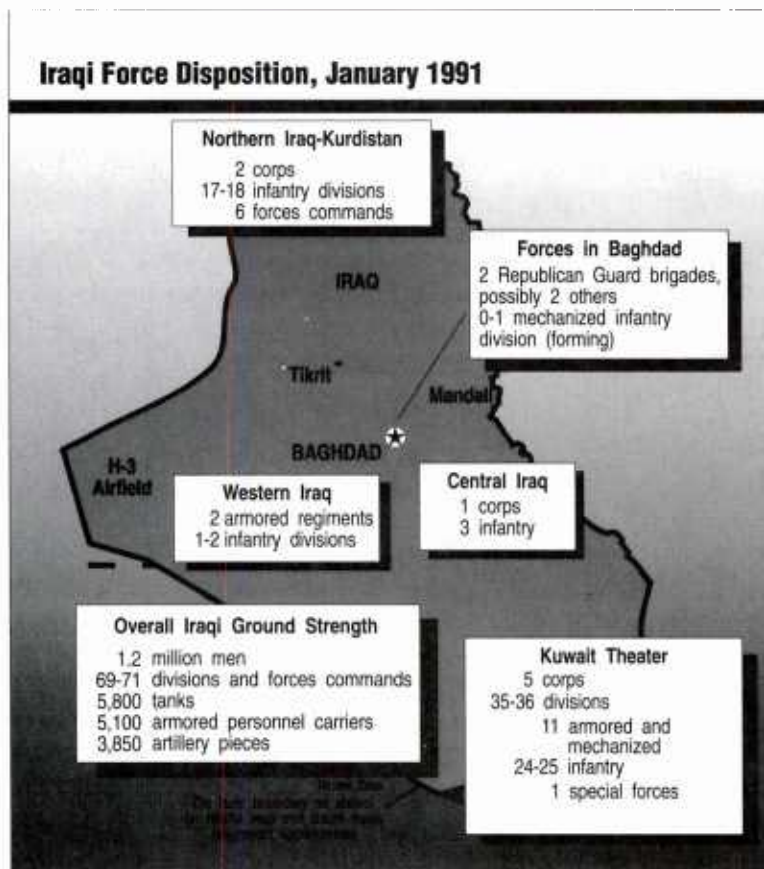 Iraqi Force Disposition, January 1991
Northern Iraq-Kurdistan
2 corps
17-18 infantry divisions
6 forces commands
Forces in Baghdad
2 Republican Guard brigades,
possibly 2 others
0-1 mechanized infantry
division (forming)
IRAQ
Tikrit
Mandali
BAGHDAD
H-3
Airfield
Western Iraq
2 armored regiments
1-2 infantry divisions
Central Iraq
1 corps
3 infantry
Overall Iraqi Ground Strength
1.2 million men
69-71 divisions and forces commands
5,800 tanks
5,100 armored personnel carriers
3,850 artillery pieces
Kuwait Theater
5 corps
35-36 divisions
11 armored and
mechanized
24-25 infantry
1 special forces